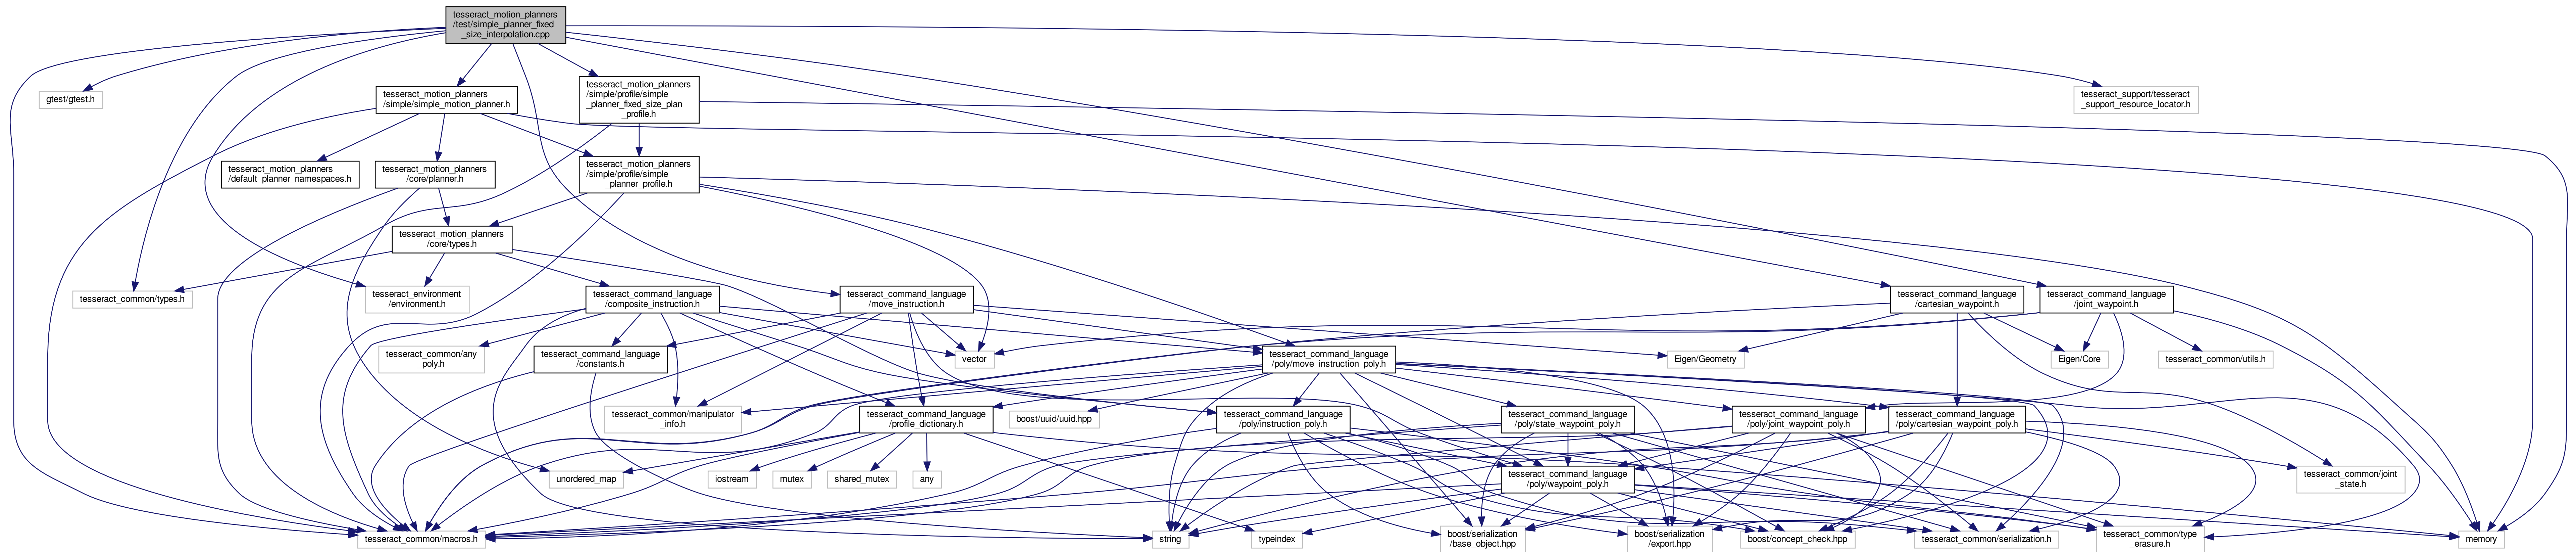 tesseract_motion_planners
/test/simple_planner_fixed
_size_interpolation.cpp
gtest/gtest.h
tesseract_motion_planners
/simple/simple_motion_planner.h
tesseract_motion_planners
/simple/profile/simple
_planner_fixed_size_plan
_profile.h
tesseract_support/tesseract
_support_resource_locator.h
tesseract_motion_planners
/default_planner_namespaces.h
tesseract_motion_planners
/core/planner.h
tesseract_motion_planners
/simple/profile/simple
_planner_profile.h
tesseract_motion_planners
/core/types.h
tesseract_common/types.h
tesseract_environment
/environment.h
tesseract_command_language
/composite_instruction.h
tesseract_command_language
/move_instruction.h
tesseract_command_language
/cartesian_waypoint.h
tesseract_command_language
/joint_waypoint.h
tesseract_common/any
_poly.h
tesseract_command_language
/constants.h
vector
tesseract_command_language
/poly/move_instruction_poly.h
Eigen/Geometry
Eigen/Core
tesseract_common/utils.h
tesseract_common/manipulator
_info.h
tesseract_command_language
/profile_dictionary.h
boost/uuid/uuid.hpp
tesseract_command_language
/poly/instruction_poly.h
tesseract_command_language
/poly/state_waypoint_poly.h
tesseract_command_language
/poly/joint_waypoint_poly.h
tesseract_command_language
/poly/cartesian_waypoint_poly.h
unordered_map
iostream
mutex
shared_mutex
any
tesseract_command_language
/poly/waypoint_poly.h
tesseract_common/joint
_state.h
tesseract_common/macros.h
string
typeindex
boost/serialization
/base_object.hpp
boost/serialization
/export.hpp
boost/concept_check.hpp
tesseract_common/serialization.h
tesseract_common/type
_erasure.h
memory